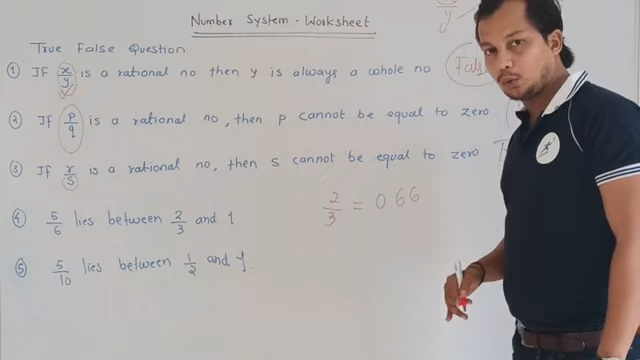 Number System - Worksheet
True False Question
① If x/y is a rational no then y is always a whole no
② If p/q is a rational no, then p cannot be equal to zero.
③ If r/s is a rational no, then s cannot be equal to zero
④ 5/6 lies between 2/3 and 1
2/3 = 0 66
⑤ 5/10 lies between 1/2 and 1.